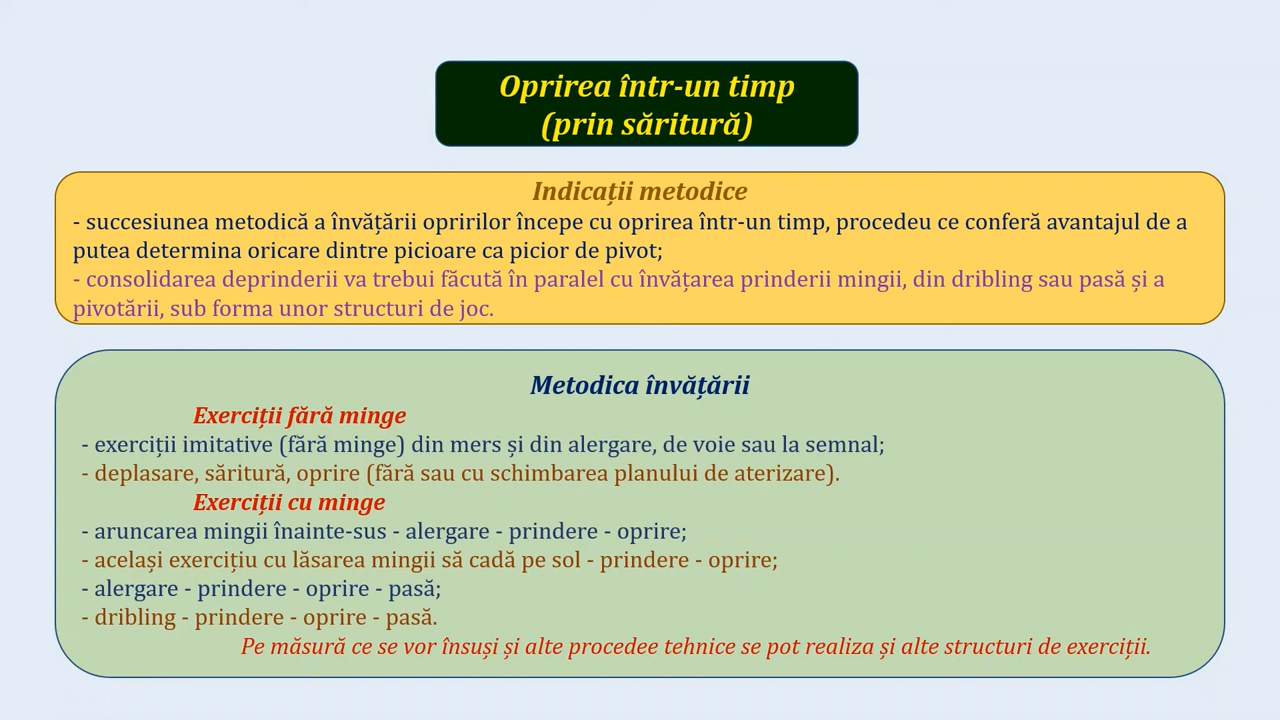 Oprirea într-un timp
(prin săritură)
Indicații metodice
- succesiunea metodică a învățării opririlor începe cu oprirea într-un timp, procedeu ce conferă avantajul de a
putea determina oricare dintre picioare ca picior de pivot;
- consolidarea deprinderii va trebui făcută în paralel cu învățarea prinderii mingii, din dribling sau pasă și a
pivotării, sub forma unor structuri de joc.
Metodica învățării
Exerciții fără minge
- exerciții imitative (fără minge) din mers și din alergare, de voie sau la semnal;
- deplasare, săritură, oprire (fără sau cu schimbarea planului de aterizare).
Exerciții cu minge
- aruncarea mingii înainte-sus - alergare - prindere - oprire;
- același exercițiu cu lăsarea mingii să cadă pe sol - prindere - oprire;
- alergare - prindere - oprire - pasă;
- dribling - prindere - oprire - pasă.
Pe măsură ce se vor însuși și alte procedee tehnice se pot realiza și alte structuri de exerciții.